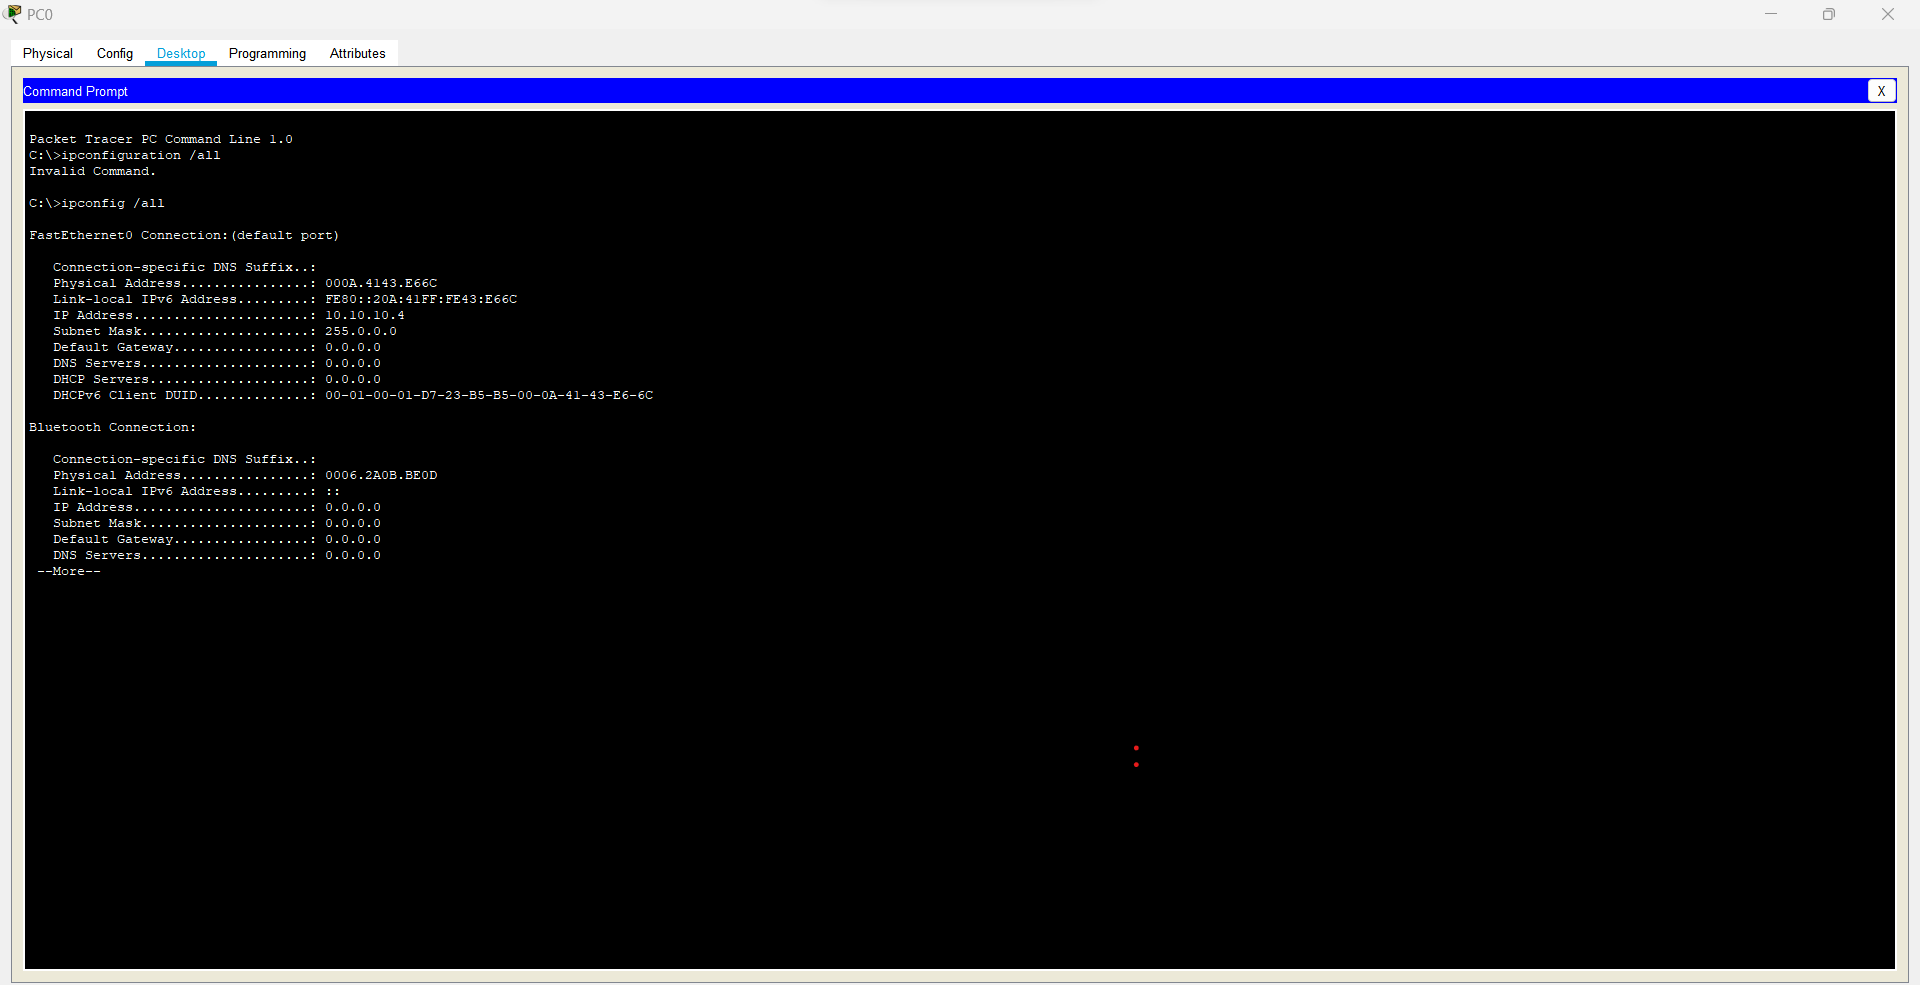 PC0
Physical Config Desktop Programming Attributes
Command Prompt X
Packet Tracer PC Command Line 1.0
C:\>ipconfiguration /all
Invalid Command.
C:\>ipconfig /all
FastEthernet0 Connection:(default port)
Connection-specific DNS Suffix..:
Physical Address................: 000A.4143.E66C
Link-local IPv6 Address.........: FE80::20A:41FF:FE43:E66C
IP Address......................: 10.10.10.4
Subnet Mask.....................: 255.0.0.0
Default Gateway.................: 0.0.0.0
DNS Servers.....................: 0.0.0.0
DHCP Servers....................: 0.0.0.0
DHCPv6 Client DUID..............: 00-01-00-01-D7-23-B5-B5-00-0A-41-43-E6-6C
Bluetooth Connection:
Connection-specific DNS Suffix..:
Physical Address................: 0006.2A0B.BE0D
Link-local IPv6 Address.........: ::
IP Address......................: 0.0.0.0
Subnet Mask.....................: 0.0.0.0
Default Gateway.................: 0.0.0.0
DNS Servers.....................: 0.0.0.0
--More--